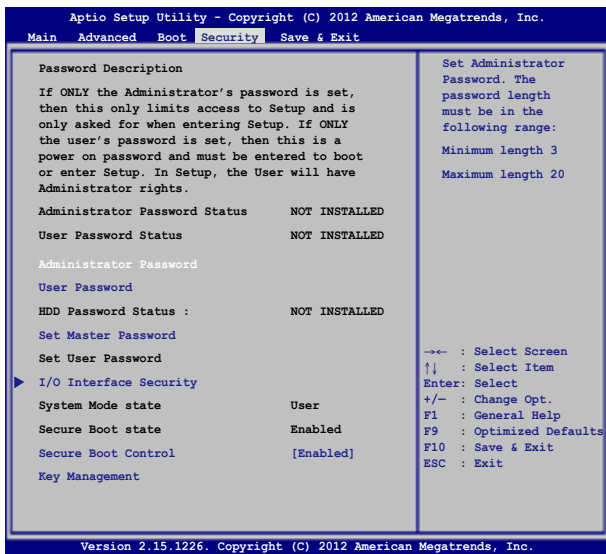 Aptio Setup Utility - Copyright (C) 2012 American Megatrends, Inc.
Main Advanced Boot Security Save & Exit
Password Description
If ONLY the Administrator's password is set,
then this only limits access to Setup and is
only asked for when entering Setup. If ONLY
the user's password is set, then this is a
power on password and must be entered to boot
or enter Setup. In Setup, the User will have
Administrator rights.
Administrator Password Status NOT INSTALLED
User Password Status NOT INSTALLED
Administrator Password
User Password
HDD Password Status : NOT INSTALLED
Set Master Password
Set User Password
I/O Interface Security
System Mode state User
Secure Boot state Enabled
Secure Boot Control [Enabled]
Key Management
Set Administrator
Password. The
password length
must be in the
following range:
Minimum length 3
Maximum length 20
→← : Select Screen
↑↓ : Select Item
Enter: Select
+/— : Change Opt.
F1 : General Help
F9 : Optimized Defaults
F10 : Save & Exit
ESC : Exit
Version 2.15.1226. Copyright (C) 2012 American Megatrends, Inc.